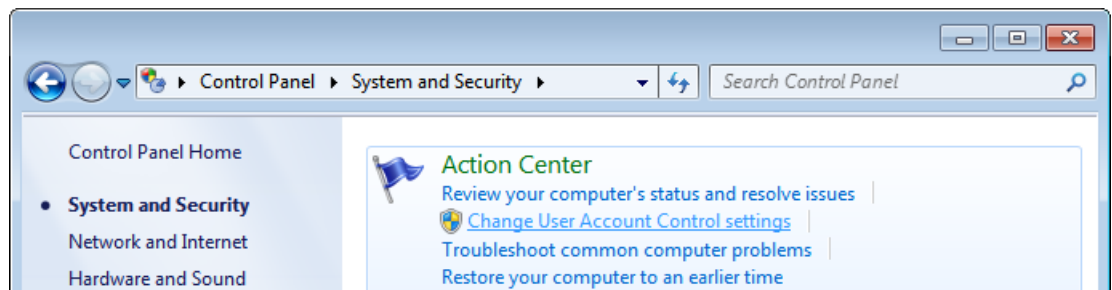 Control Panel System and Security Search Control Panel
Control Panel Home
System and Security
Network and Internet
Hardware and Sound
Action Center
Review your computer's status and resolve issues
Change User Account Control settings
Troubleshoot common computer problems
Restore your computer to an earlier time